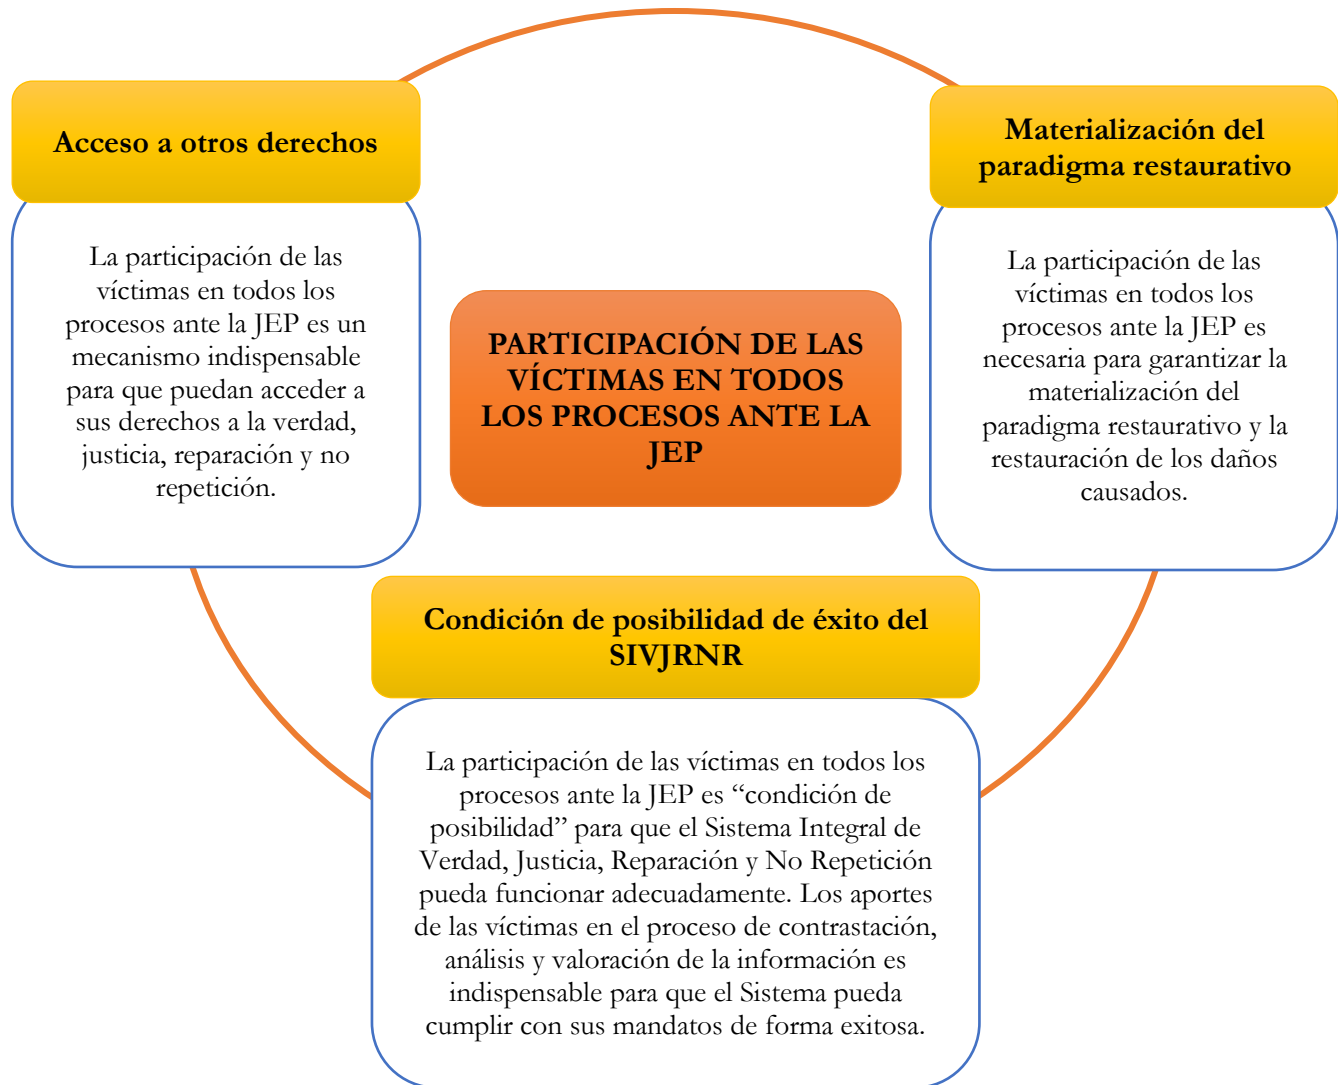 Acceso a otros derechos
La participación de las
víctimas en todos los
procesos ante la JEP es un
mecanismo indispensable
para que puedan acceder a
sus derechos a la verdad,
justicia, reparación y no
repetición.
Materialización del
paradigma restaurativo
La participación de las
víctimas en todos los
procesos ante la JEP es
necesaria para garantizar la
materialización del
paradigma restaurativo y la
restauración de los daños
causados.
PARTICIPACIÓN DE LAS
VÍCTIMAS EN TODOS
LOS PROCESOS ANTE LA
JEP
Condición de posibilidad de éxito del
SIVJRNR
La participación de las víctimas en todos los
procesos ante la JEP es “condición de
posibilidad” para que el Sistema Integral de
Verdad, Justicia, Reparación y No Repetición
pueda funcionar adecuadamente. Los aportes
de las víctimas en el proceso de contrastación,
análisis y valoración de la información es
indispensable para que el Sistema pueda
cumplir con sus mandatos de forma exitosa.